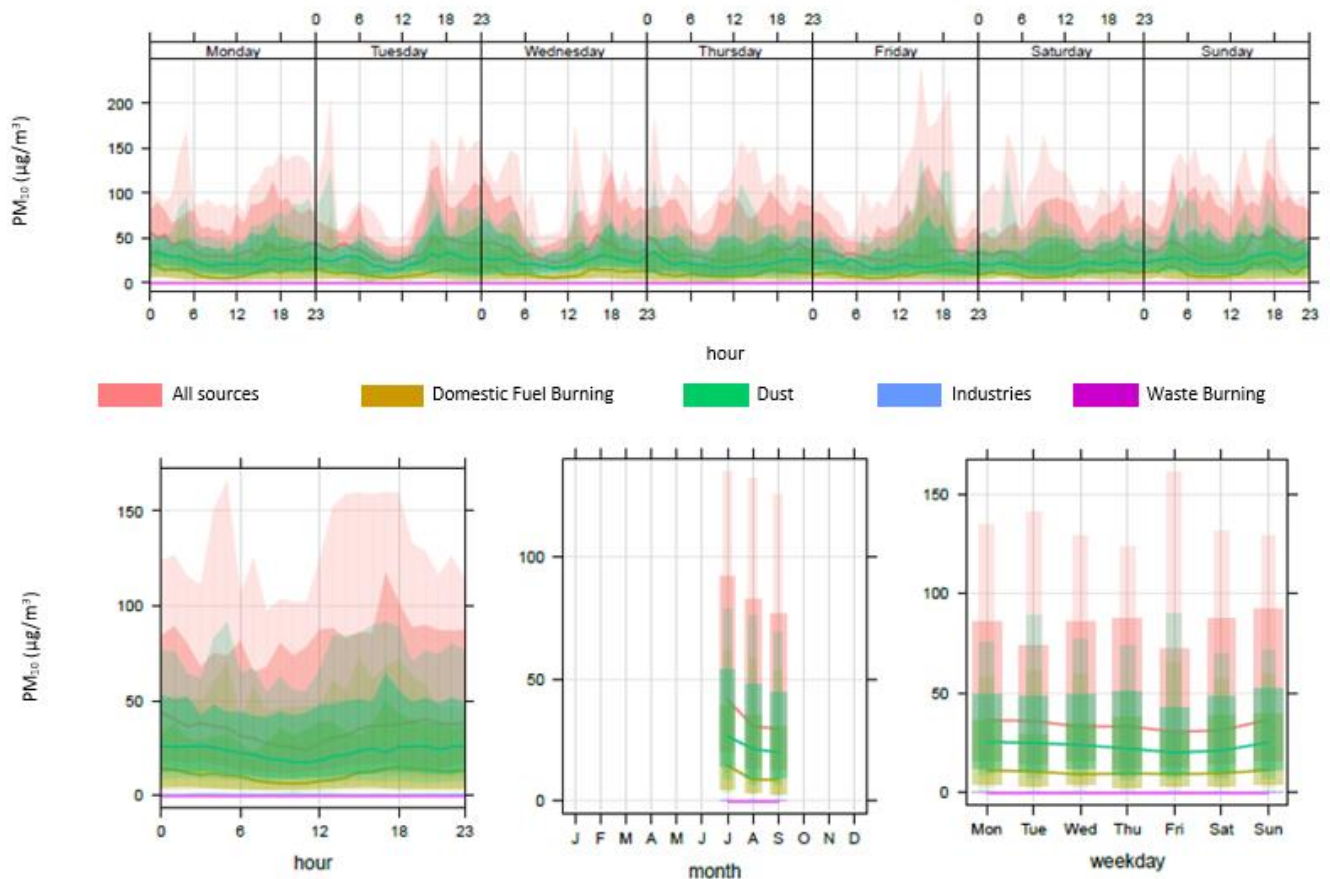 0 6 12 18 23 0 6 12 18 23 0 6 12 18 23
Monday Tuesday Wednesday Thursday Friday Saturday Sunday
200
150
100
50
0
PM₁₀ (µg/m³)
0 6 12 18 23 0 6 12 18 23 0 6 12 18 23 0 6 12 18 23
hour
All sources Domestic Fuel Burning Dust Industries Waste Burning
PM₁₀ (µg/m³)
150
100
50
0
0 6 12 18 23
hour
100
50
0
J F M A M J J A S O N D
month
150
100
50
0
Mon Tue Wed Thu Fri Sat Sun
weekday